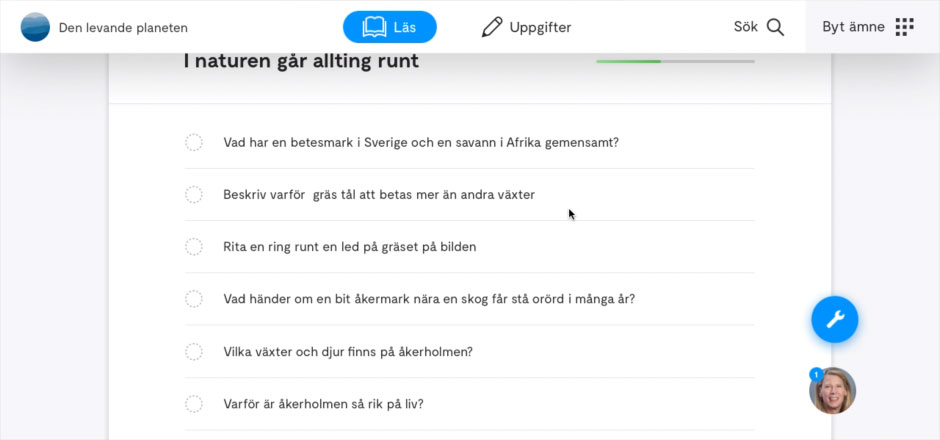 Den levande planeten
Läs
Uppgifter
Sök
Byt ämne
I naturen går allting runt
Vad har en betesmark i Sverige och en savann i Afrika gemensamt?
Beskriv varför  gräs tål att betas mer än andra växter
Rita en ring runt en led på gräset på bilden
Vad händer om en bit åkermark nära en skog får stå orörd i många år?
Vilka växter och djur finns på åkerholmen?
1
Varför är åkerholmen så rik på liv?